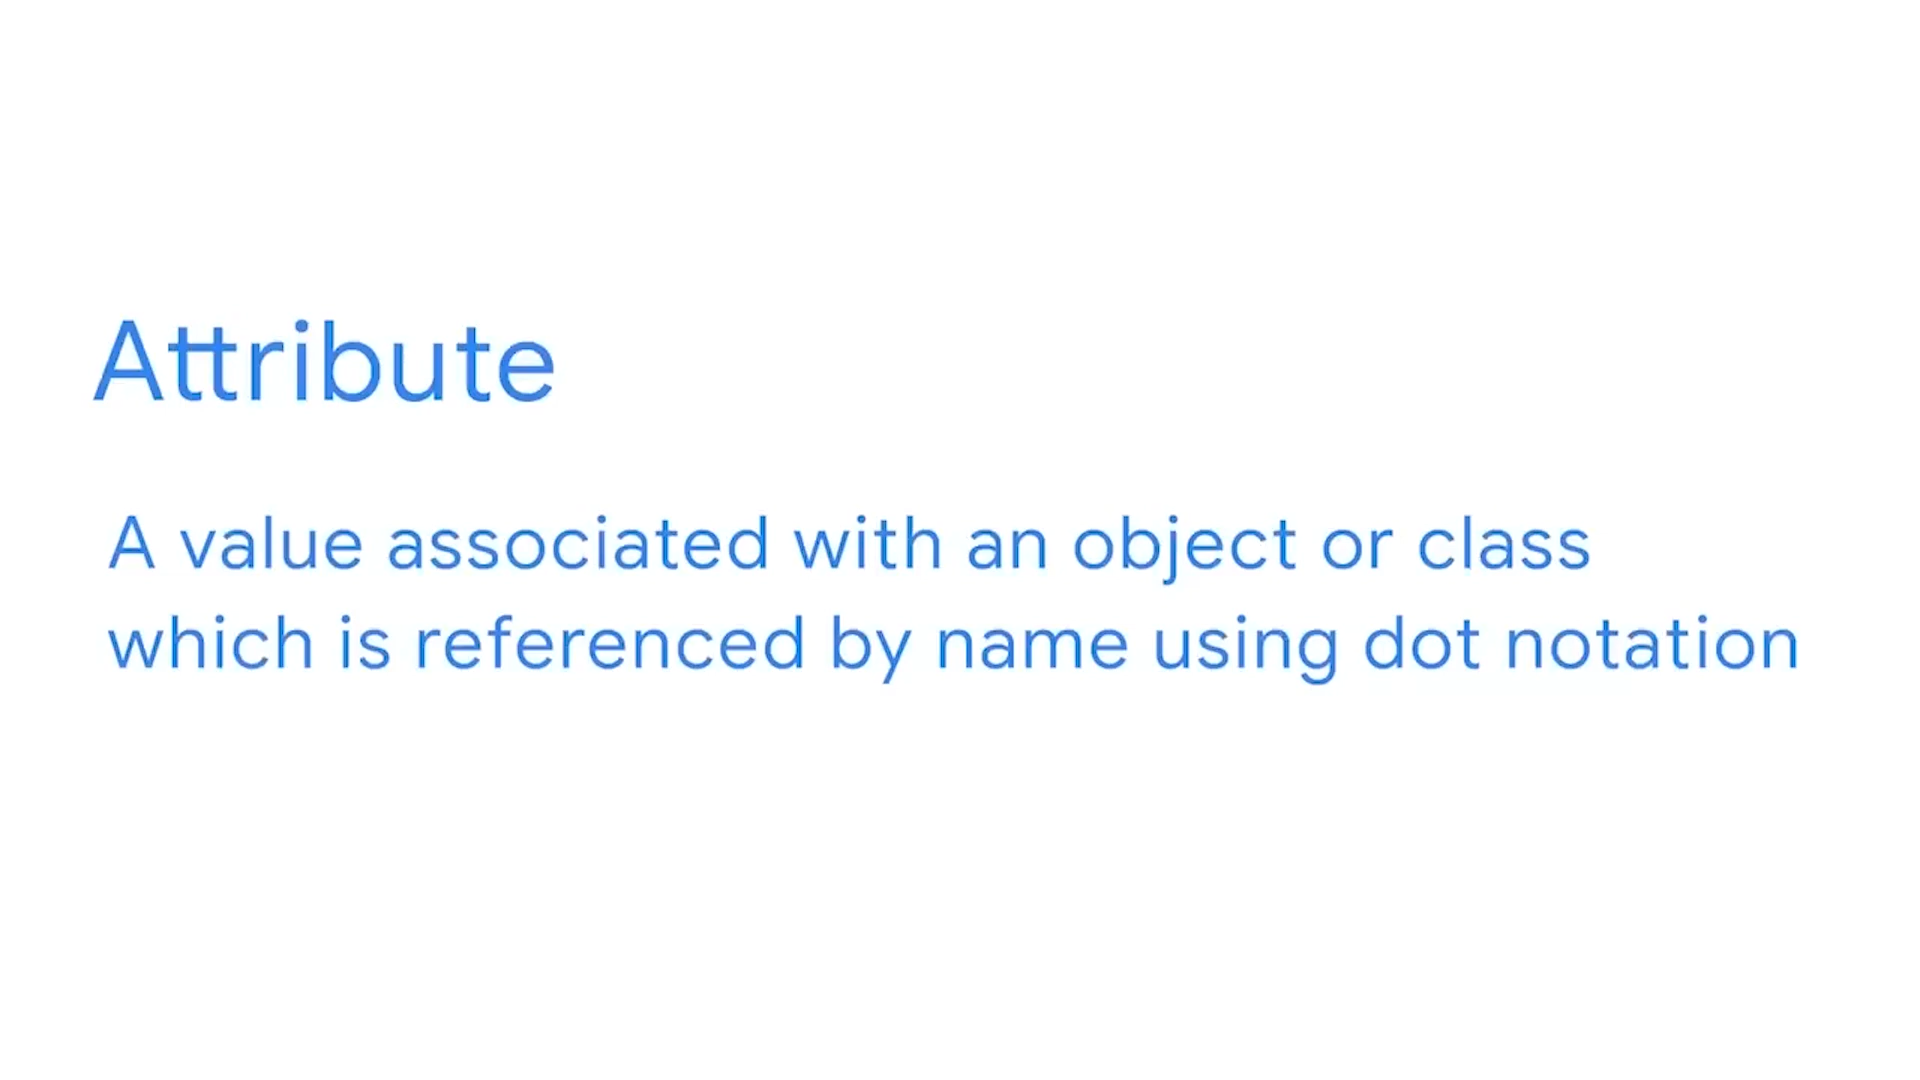 Attribute
A value associated with an object or class
which is referenced by name using dot notation